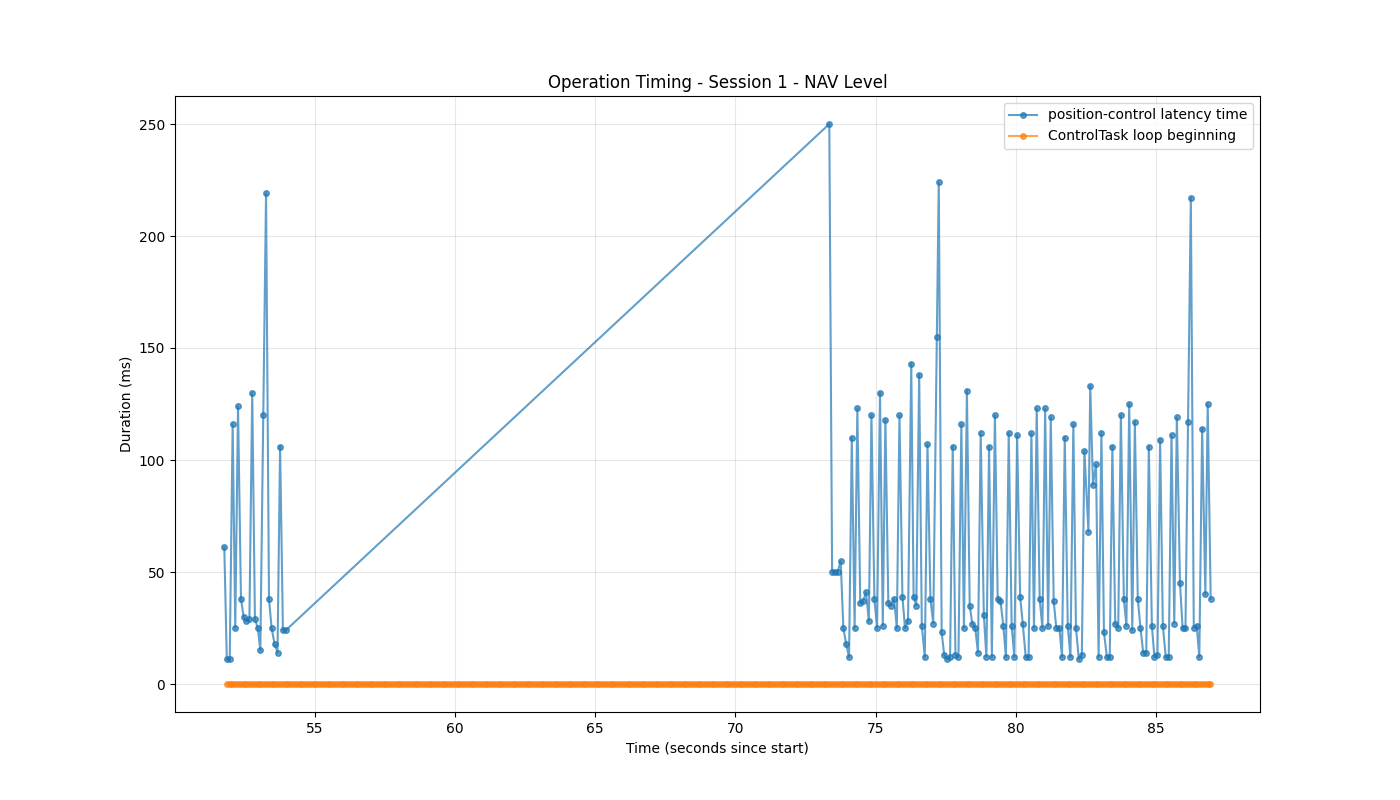 Operation Timing - Session 1 - NAV Level
position-control latency time
ControlTask loop beginning
250
200
150
100
50
0
Duration (ms)
55 60 65 70 75 80 85
Time (seconds since start)